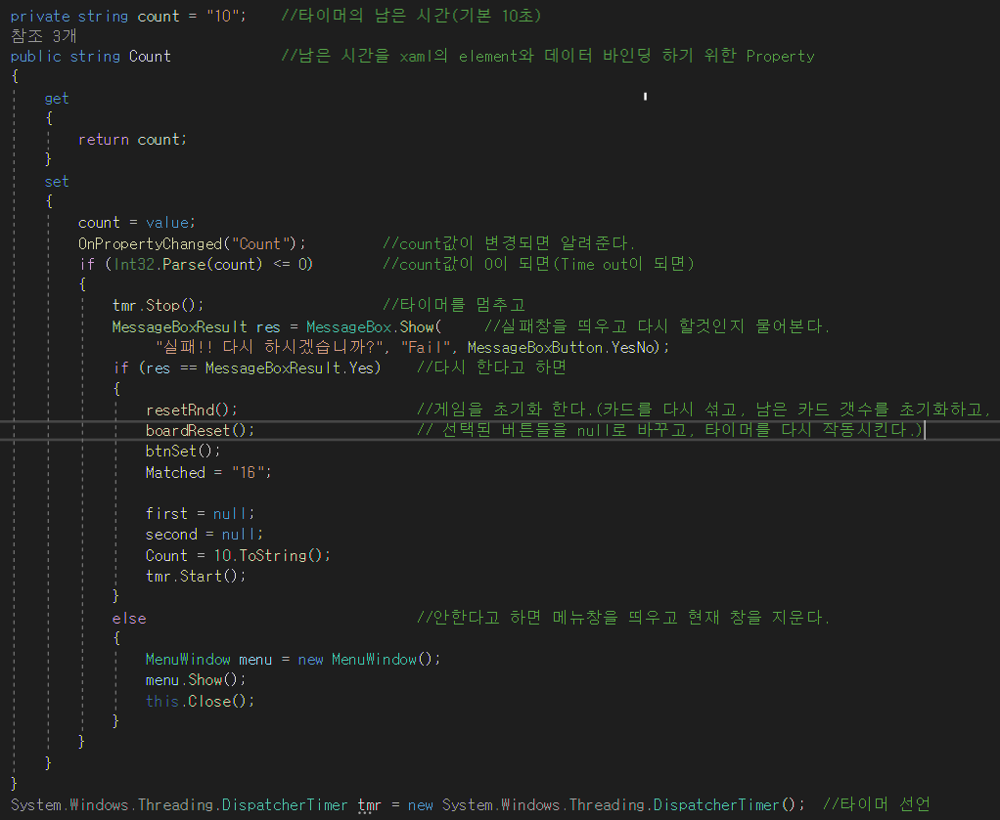 private string count = "10";    //타이머의 남은 시간(기본 10초)
참조 3개
public string Count             //남은 시간을 xaml의 element와 데이터 바인딩 하기 위한 Property
{
    get
    {
        return count;
    }
    set
    {
        count = value;
        OnPropertyChanged("Count");         //count값이 변경되면 알려준다.
        if (Int32.Parse(count) <= 0)        //count값이 0이 되면(Time out이 되면)
        {
            tmr.Stop();                     //타이머를 멈추고
            MessageBoxResult res = MessageBox.Show(     //실패창을 띄우고 다시 할것인지 물어본다.
                 "실패!! 다시 하시겠습니까?", "Fail", MessageBoxButton.YesNo);
            if (res == MessageBoxResult.Yes)    //다시 한다고 하면
            {
                resetRnd();                     //게임을 초기화 한다.(카드를 다시 섞고, 남은 카드 갯수를 초기화하고,
                boardReset();                   // 선택된 버튼들을 null로 바꾸고, 타이머를 다시 작동시킨다.)
                btnSet();
                Matched = "16";
                first = null;
                second = null;
                Count = 10.ToString();
                tmr.Start();
            }
            else                                //안한다고 하면 메뉴창을 띄우고 현재 창을 지운다.
            {
                MenuWindow menu = new MenuWindow();
                menu.Show();
                this.Close();
            }
        }
    }
}
System.Windows.Threading.DispatcherTimer tmr = new System.Windows.Threading.DispatcherTimer();  //타이머 선언